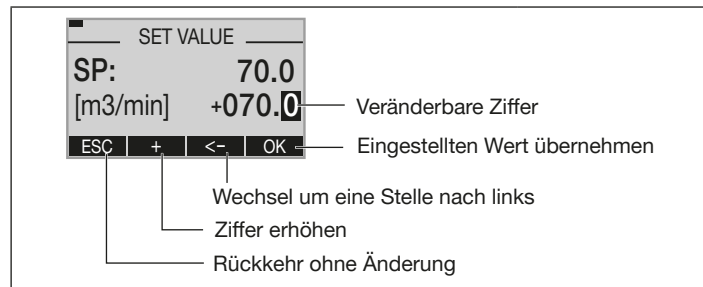 SET VALUE
SP: 70.0
[m3/min] +070.0
Veränderbare Ziffer
ESC + <– OK
Eingestellten Wert übernehmen
Wechsel um eine Stelle nach links
Ziffer erhöhen
Rückkehr ohne Änderung